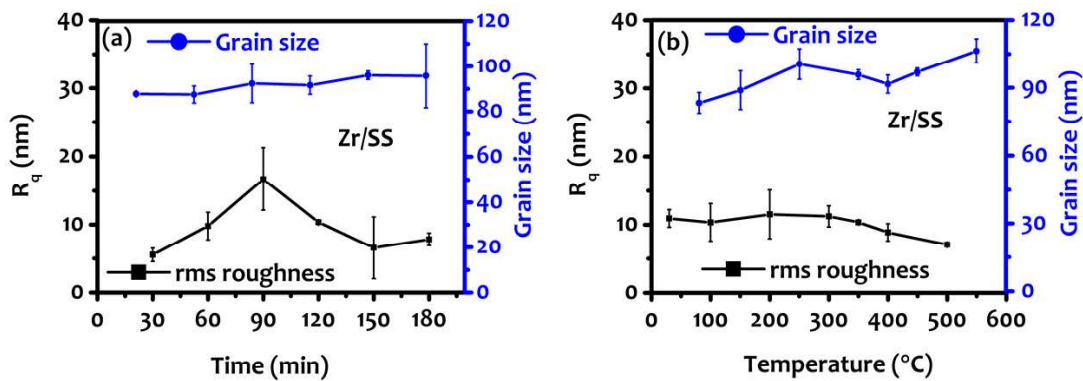 (a)
Grain size
Zr/SS
rms roughness
40
30
20
10
0
R_q (nm)
120
100
80
60
40
20
0
Grain size (nm)
0 30 60 90 120 150 180
Time (min)
(b)
Grain size
Zr/SS
rms roughness
40
30
20
10
0
R_q (nm)
120
90
60
30
0
Grain size (nm)
0 100 200 300 400 500 600
Temperature (°C)